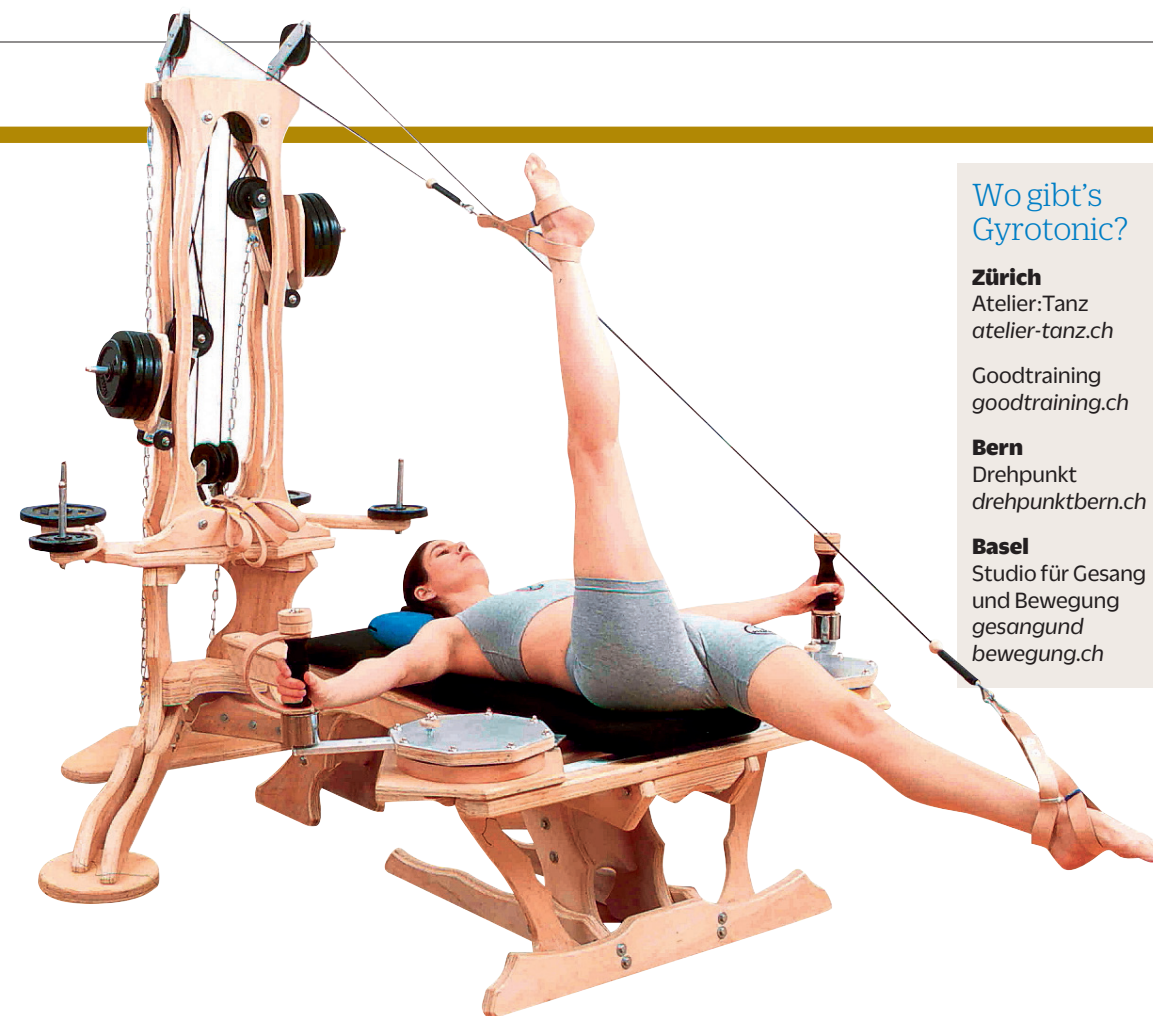 Wo gibt's
Gyrotonic?
Zürich
Atelier:Tanz
atelier-tanz.ch
Goodtraining
goodtraining.ch
Bern
Drehpunkt
drehpunktbern.ch
Basel
Studio für Gesang
und Bewegung
gesangund
bewegung.ch